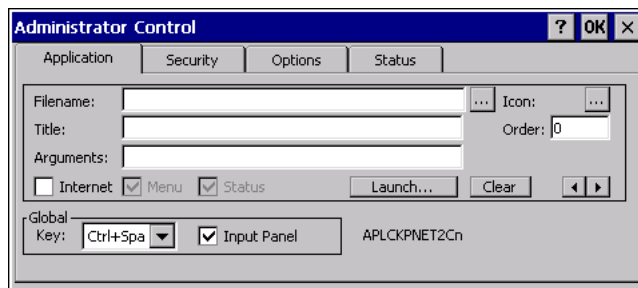 Administrator Control ? OK ×
Application Security Options Status
Filename: ... Icon: ...
Title: Order: 0
Arguments:
Internet Menu Status Launch... Clear
Global
Key: Ctrl+Spa Input Panel APLCKPNET2Cn